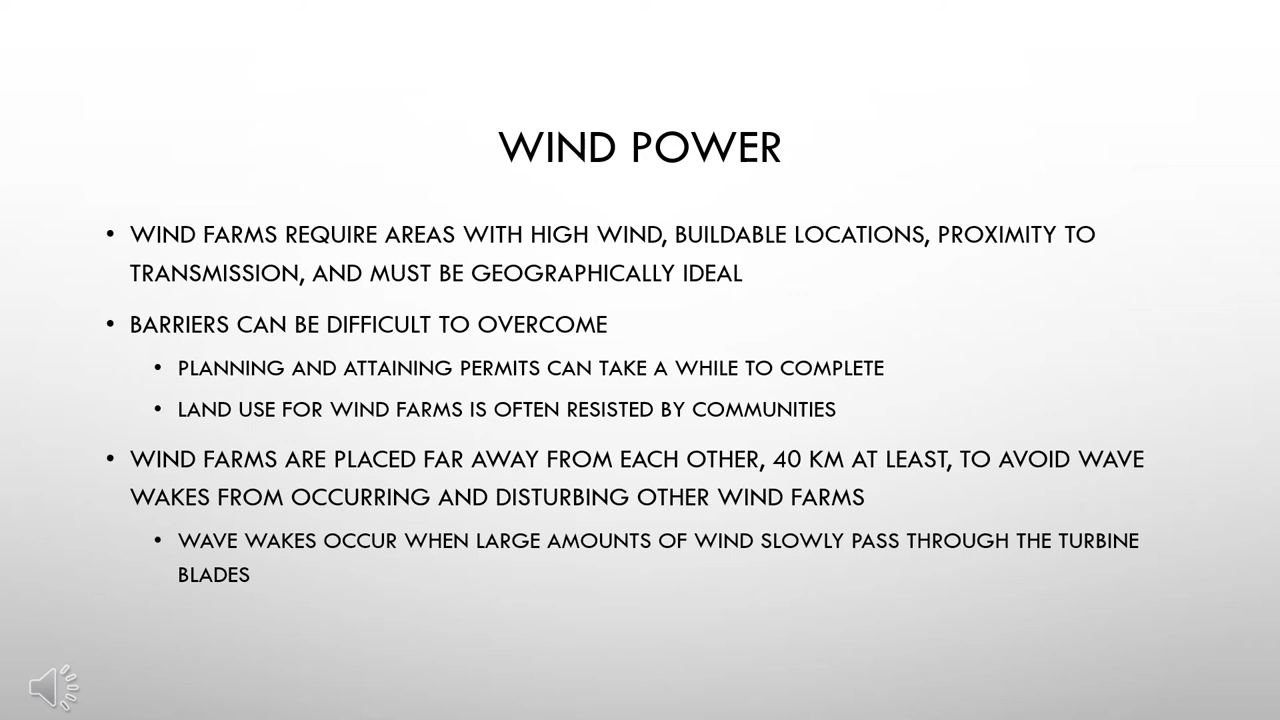 WIND POWER
• WIND FARMS REQUIRE AREAS WITH HIGH WIND, BUILDABLE LOCATIONS, PROXIMITY TO
TRANSMISSION, AND MUST BE GEOGRAPHICALLY IDEAL
• BARRIERS CAN BE DIFFICULT TO OVERCOME
• PLANNING AND ATTAINING PERMITS CAN TAKE A WHILE TO COMPLETE
• LAND USE FOR WIND FARMS IS OFTEN RESISTED BY COMMUNITIES
• WIND FARMS ARE PLACED FAR AWAY FROM EACH OTHER, 40 KM AT LEAST, TO AVOID WAVE
WAKES FROM OCCURRING AND DISTURBING OTHER WIND FARMS
• WAVE WAKES OCCUR WHEN LARGE AMOUNTS OF WIND SLOWLY PASS THROUGH THE TURBINE
BLADES